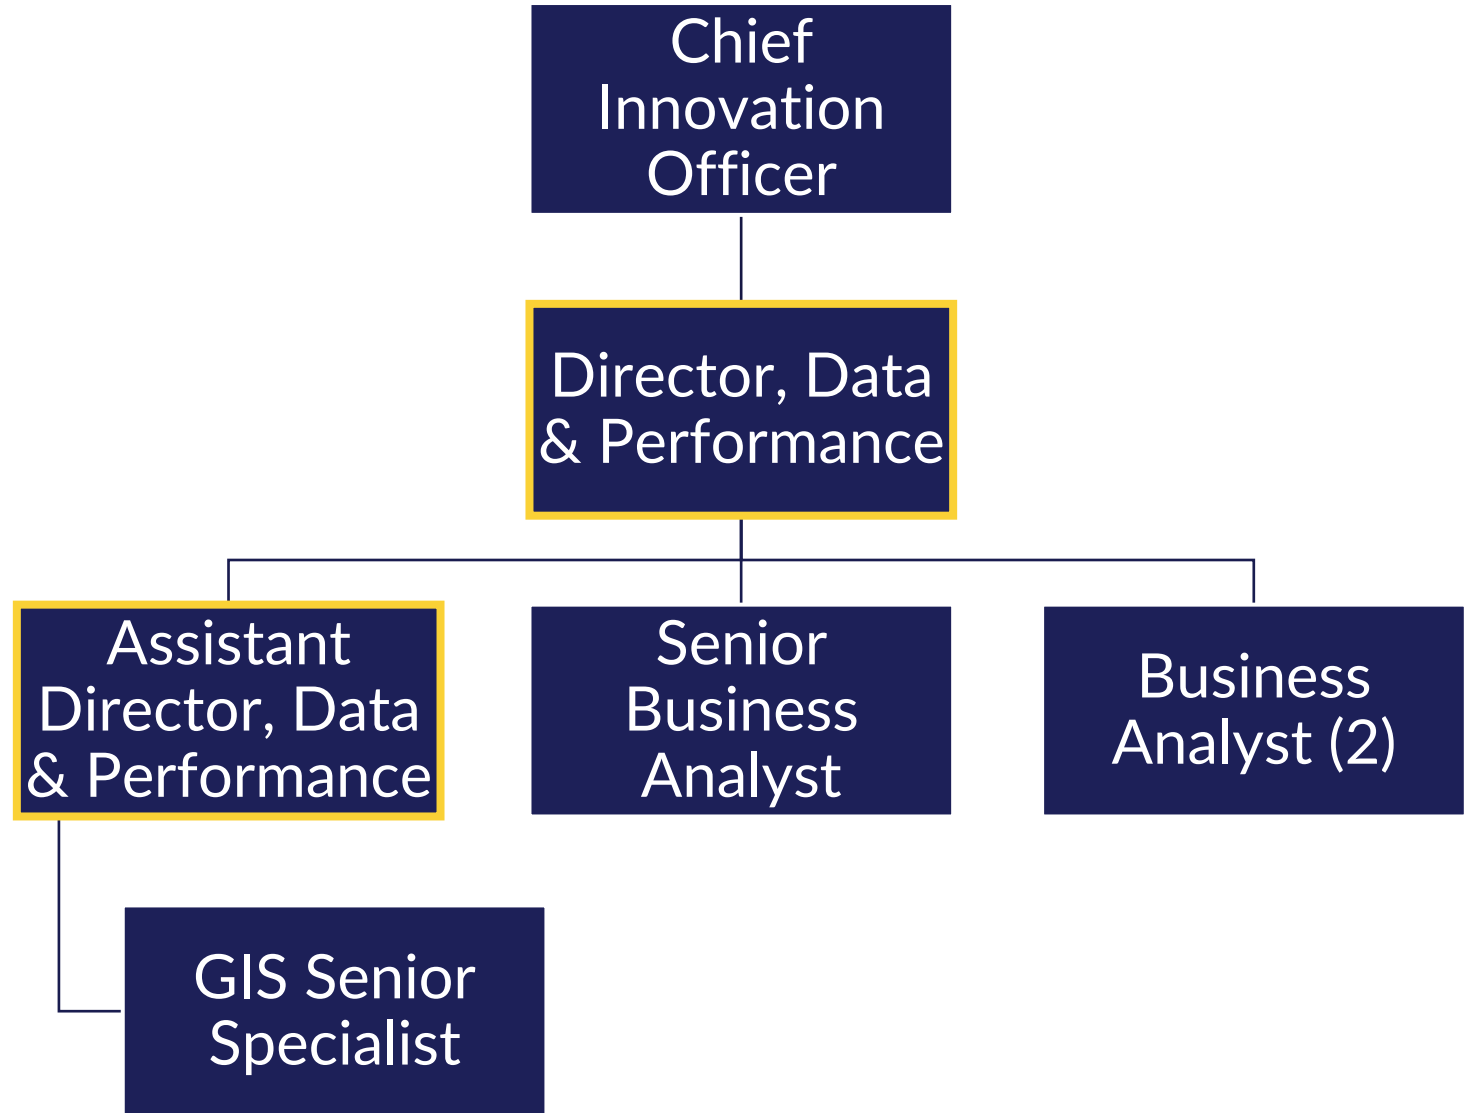 Chief
Innovation
Officer
Director, Data
& Performance
Assistant
Director, Data
& Performance
Senior
Business
Analyst
Business
Analyst (2)
GIS Senior
Specialist